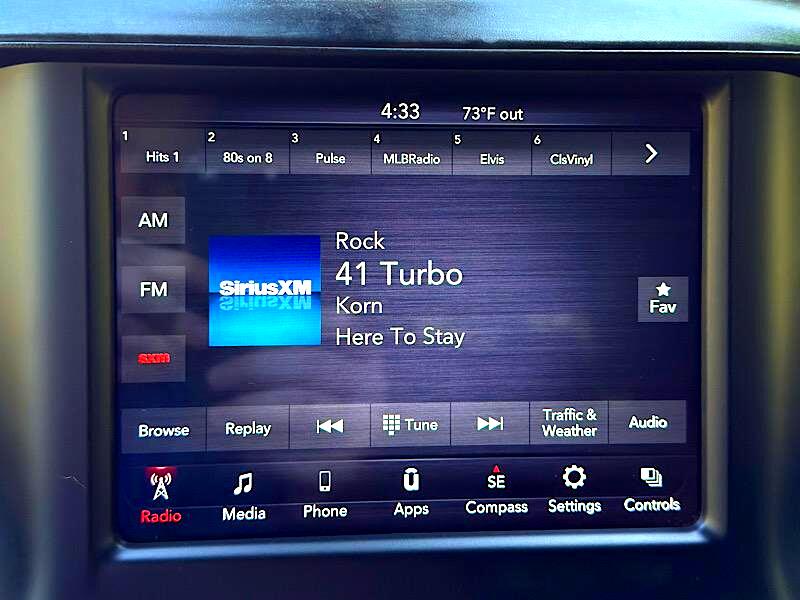 4:33 73°F out
1 Hits 1 2 80s on 8 3 Pulse 4 MLBRadio 5 Elvis 6 ClsVinyl
AM
FM
sxm
SiriusXM
Rock
41 Turbo
Korn
Here To Stay
Fav
Browse Replay Tune Traffic & Weather Audio
Radio Media Phone Apps SE Compass Settings Controls